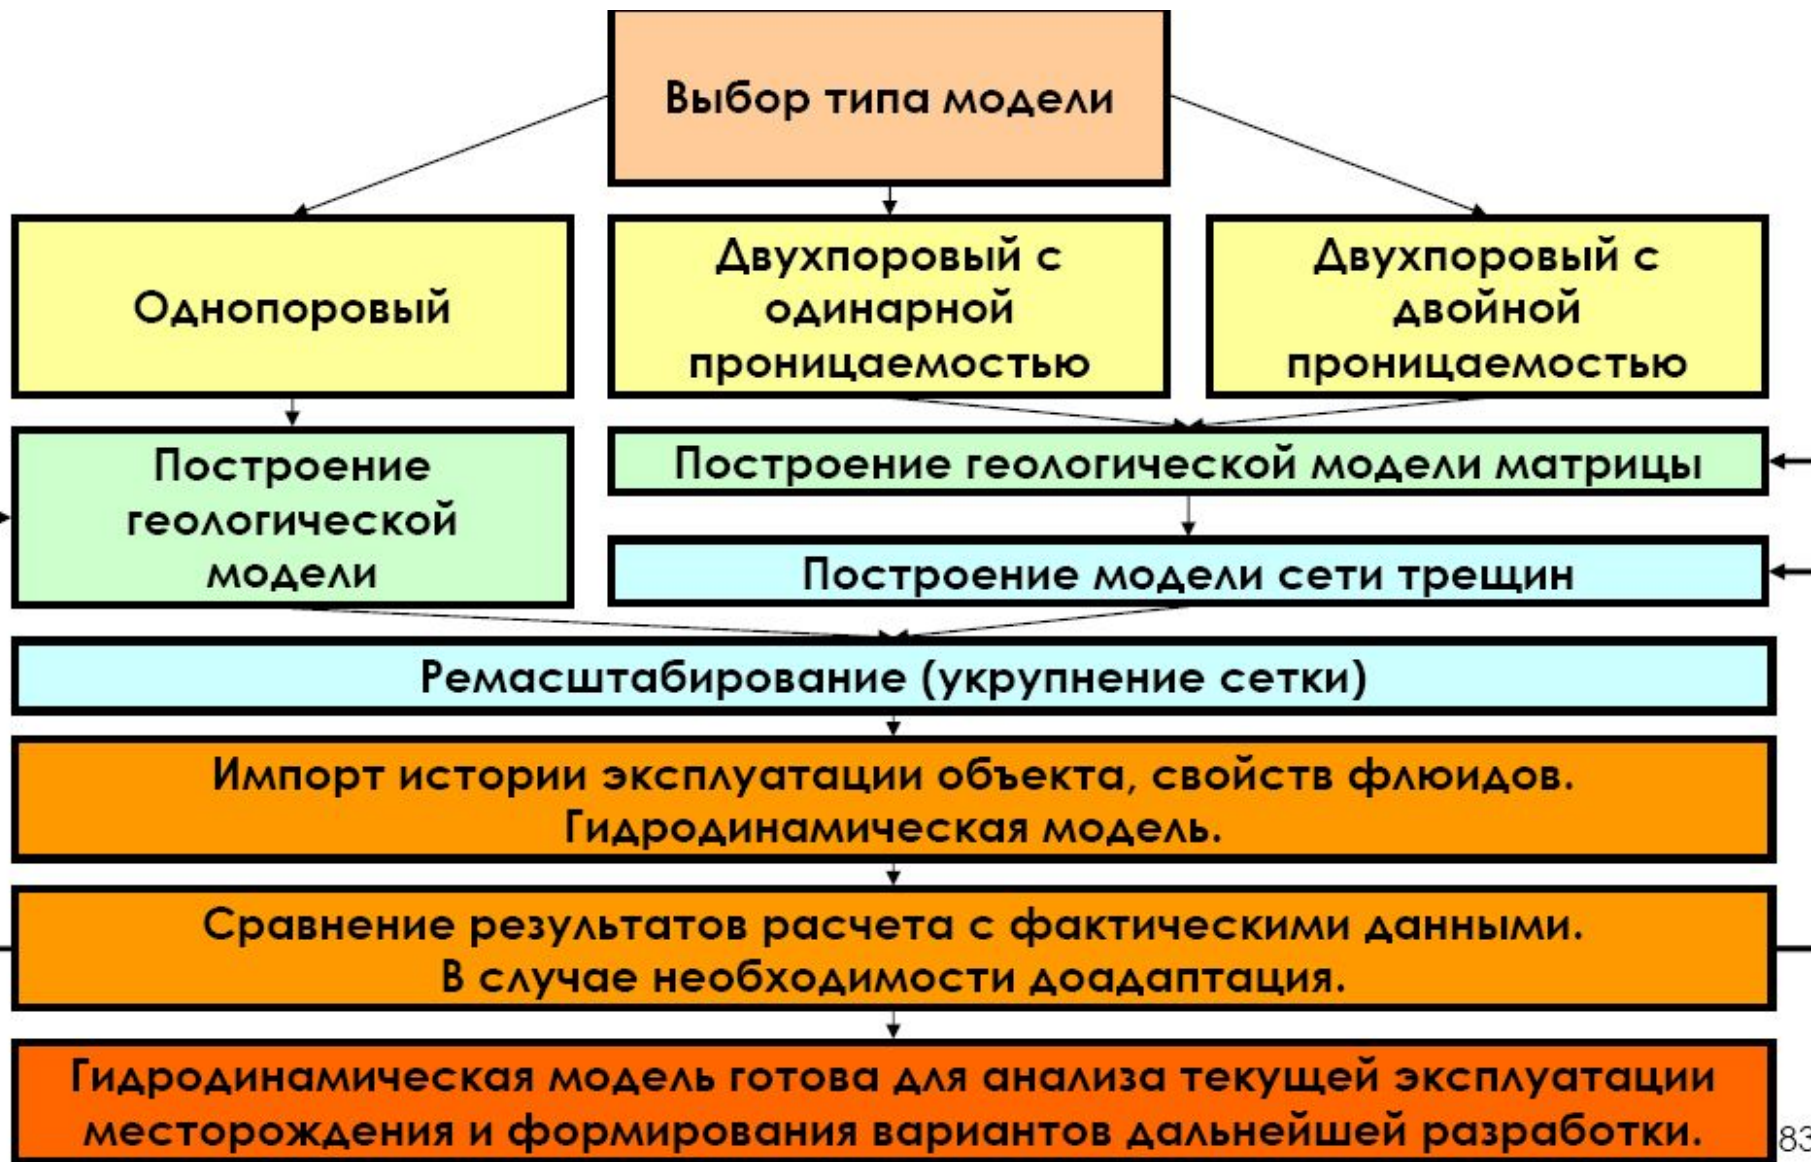 Выбор типа модели
Однопоровый
Двухпоровый с
одинарной
проницаемостью
Двухпоровый с
двойной
проницаемостью
Построение
геологической
модели
Построение геологической модели матрицы
Построение модели сети трещин
Ремасштабирование (укрупнение сетки)
Импорт истории эксплуатации объекта, свойств флюидов.
Гидродинамическая модель.
Сравнение результатов расчета с фактическими данными.
В случае необходимости доадаптация.
Гидродинамическая модель готова для анализа текущей эксплуатации
месторождения и формирования вариантов дальнейшей разработки.
83